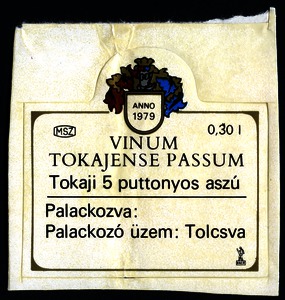 ANNO
1979
MSZ
0,30 l
VINUM
TOKAJENSE PASSUM
Tokaji 5 puttonyos aszú
Palackozva:
Palackozó üzem: Tolcsva